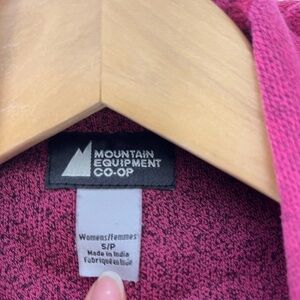 MOUNTAIN
EQUIPMENT
CO-OP
Womens/Femmes
S/P
Made in India
Fabriqué en Inde